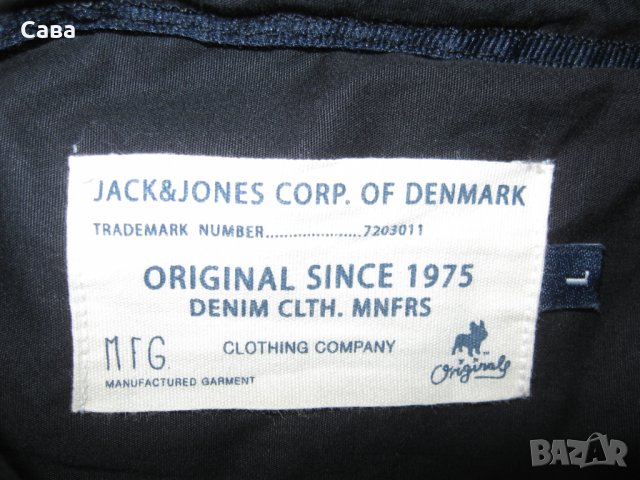 Сава
JACK&JONES CORP. OF DENMARK
TRADEMARK NUMBER.....................7203011
ORIGINAL SINCE 1975
DENIM CLTH. MNFRS
MFG. CLOTHING COMPANY
MANUFACTURED GARMENT
Originals™
L
BAZAR